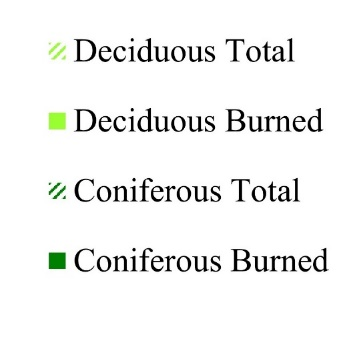 Deciduous Total
Deciduous Burned
Coniferous Total
Coniferous Burned